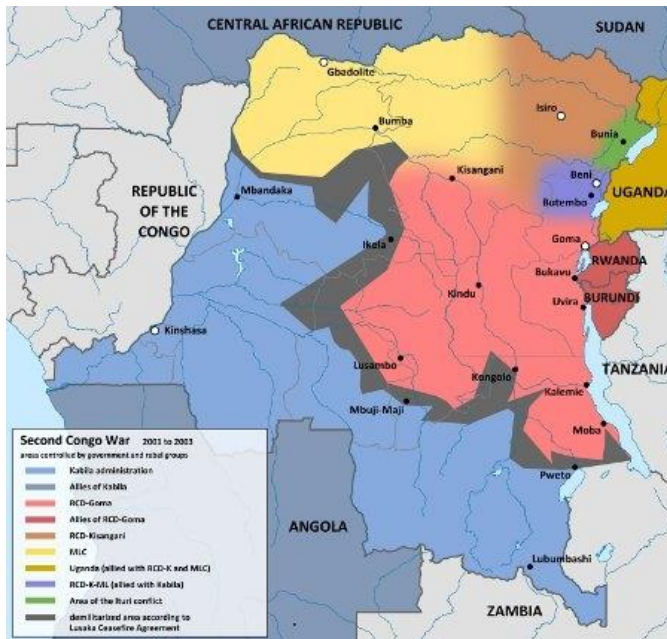 CENTRAL AFRICAN REPUBLIC
SUDAN
Gbadolite
Isiro
Bumba
Bunia
Kisangani
Beni
UGANDA
REPUBLIC
OF THE
CONGO
Mbandaka
Butembo
Ikela
Goma
RWANDA
Bukavu
BURUNDI
Kindu
Uvira
Kinshasa
TANZANIA
Lusambo
Kongolo
Kalemie
Mbuji-Maji
Moba
Pweto
Second Congo War 2001 to 2003
areas controlled by government and rebel groups
Kabila administration
Allies of Kabila
RCD-Goma
Allies of RCD-Goma
RCD-Kisangani
MLC
Uganda (allied with RCD-K and MLC)
RCD-K-ML (allied with Kabila)
Area of the Ituri conflict
demilitarized area according to
Lusaka Ceasefire Agreement
ANGOLA
Lubumbashi
ZAMBIA